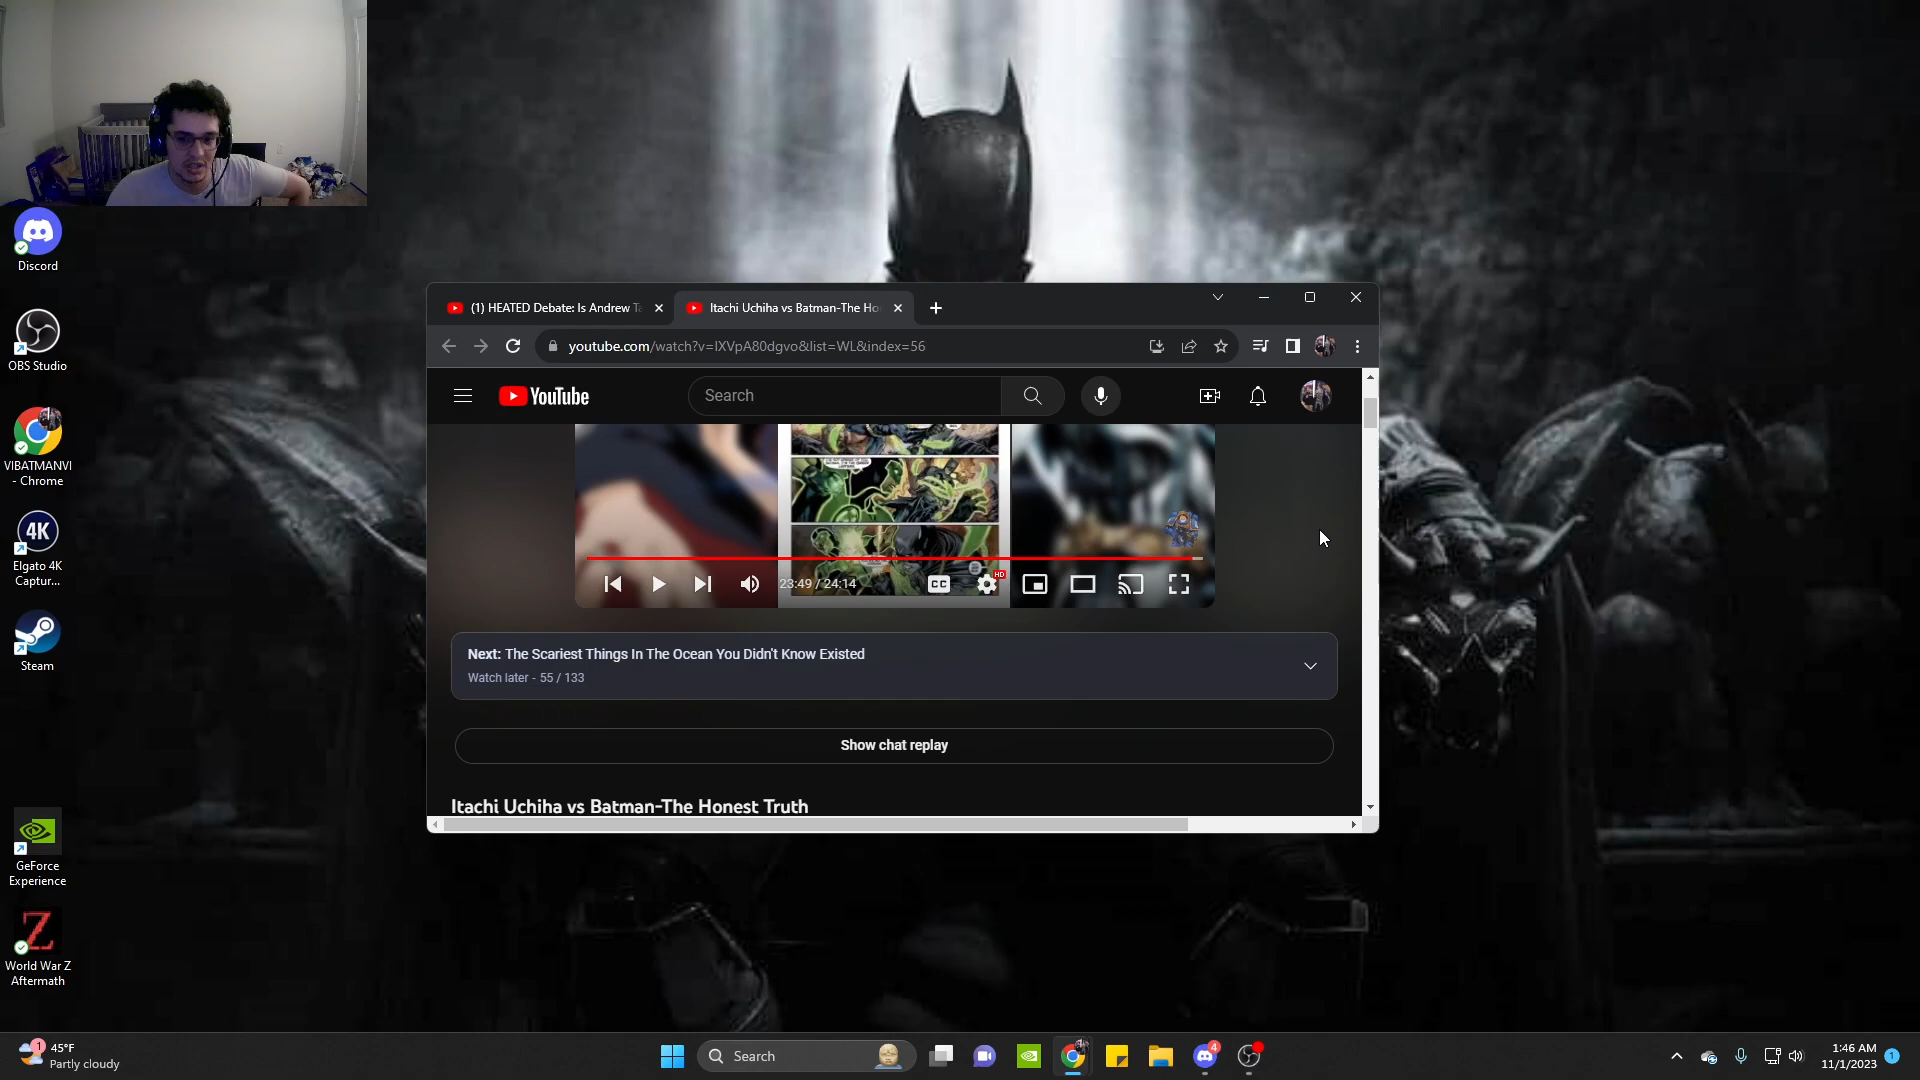 Discord
OBS Studio
VIBATMANVI
- Chrome
4K
Elgato 4K
Captur...
Steam
GeForce
Experience
World War Z
Aftermath
(1) HEATED Debate: Is Andrew T
Itachi Uchiha vs Batman-The Ho
youtube.com/watch?v=IXVpA80dgvo&list=WL&index=56
YouTube
Search
23:49 / 24:14
CC
HD
Next: The Scariest Things In The Ocean You Didn't Know Existed
Watch later - 55 / 133
Show chat replay
Itachi Uchiha vs Batman-The Honest Truth
1
45°F
Partly cloudy
Search
4
1:46 AM
11/1/2023
1